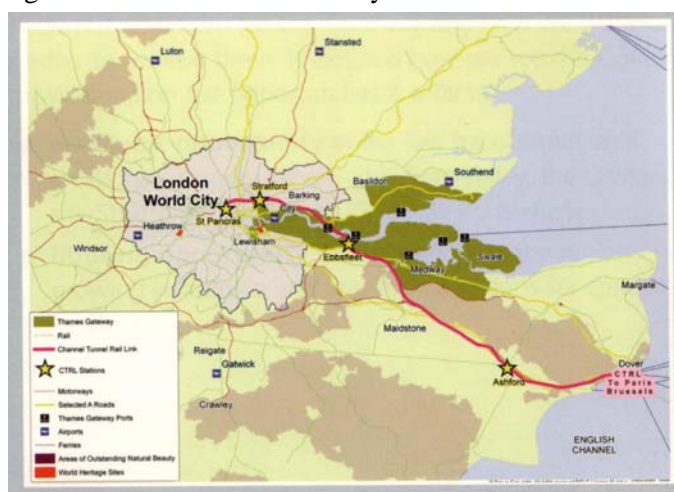 Luton
Stansted
London
World City
Stratford
Barking
Basildon
Southend
City
St Pancras
Heathrow
Lewisham
Windsor
Ebbsfleet
Swale
Medway
Margate
Maidstone
Reigate
Gatwick
Crawley
Ashford
Dover
CTRL
To Paris
Brussels
ENGLISH
CHANNEL
Thames Gateway
Rail
Channel Tunnel Rail Link
CTRL Stations
Motorways
Selected A Roads
Thames Gateway Ports
Airports
Ferries
Areas of Outstanding Natural Beauty
World Heritage Sites